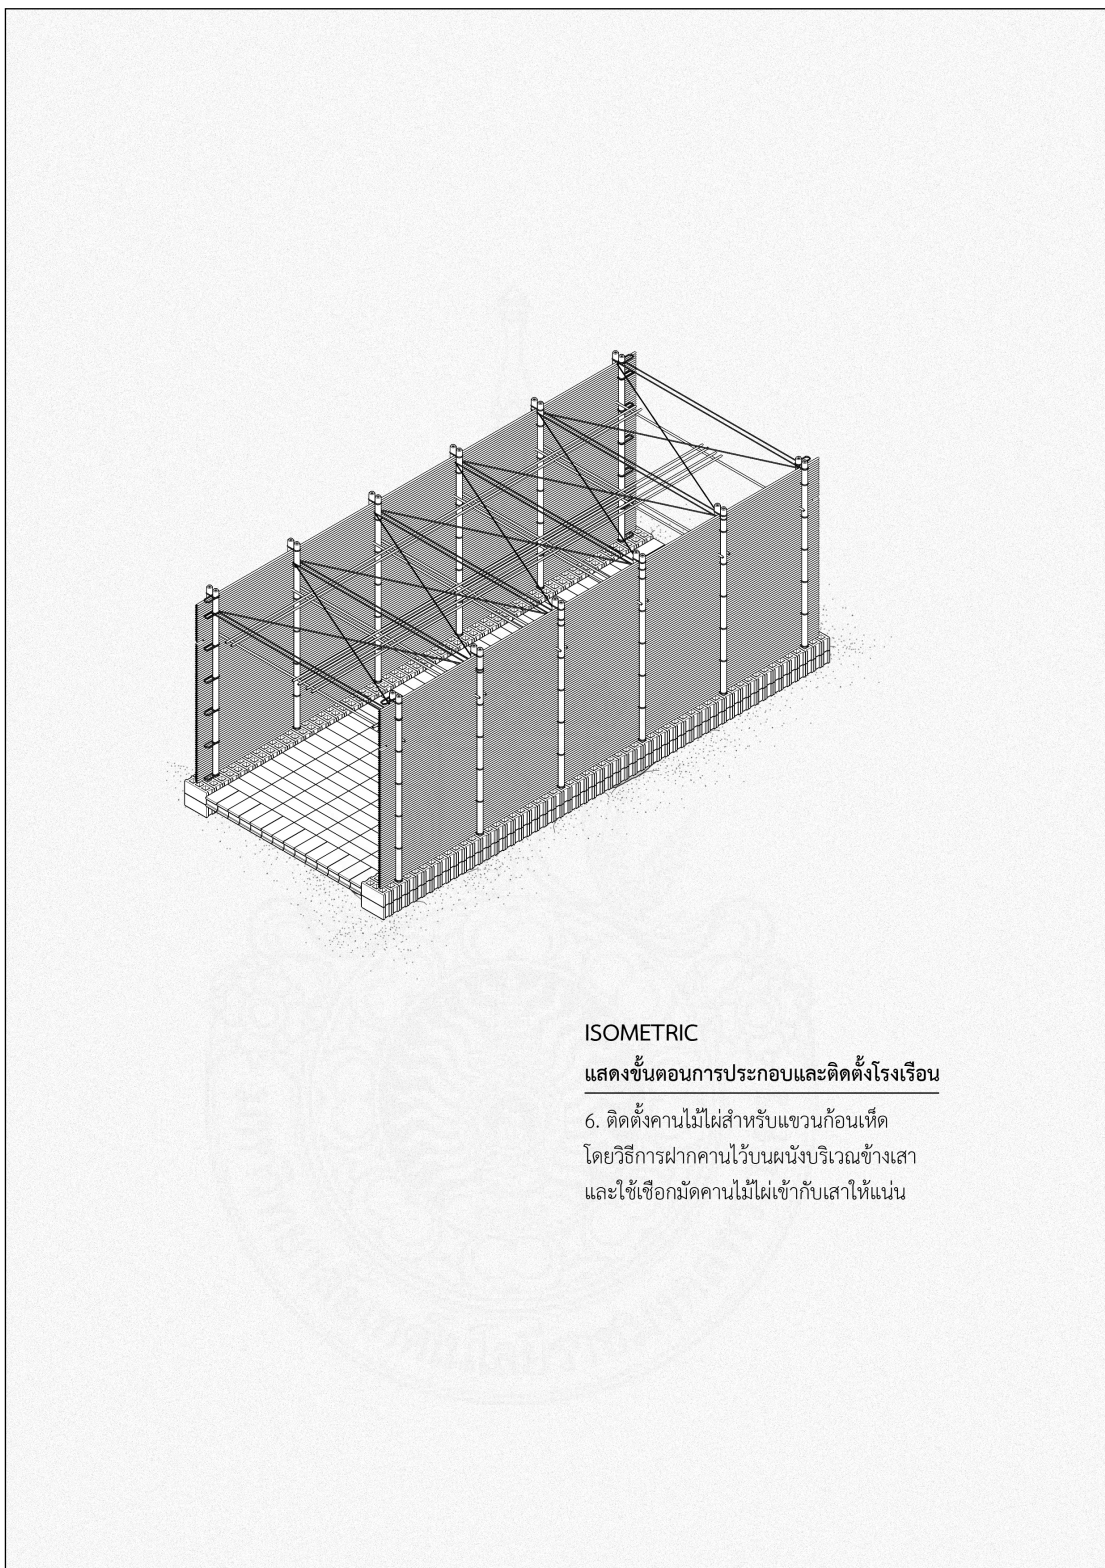 ISOMETRIC
แสดงขั้นตอนการประกอบและติดตั้งโรงเรือน
6. ติดตั้งคานไม้ไผ่สำหรับแขวนก้อนเห็ด
โดยวิธีการฝากคานไว้บนผนังบริเวณข้างเสา
และใช้เชือกมัดคานไม้ไผ่เข้ากับเสาให้แน่น